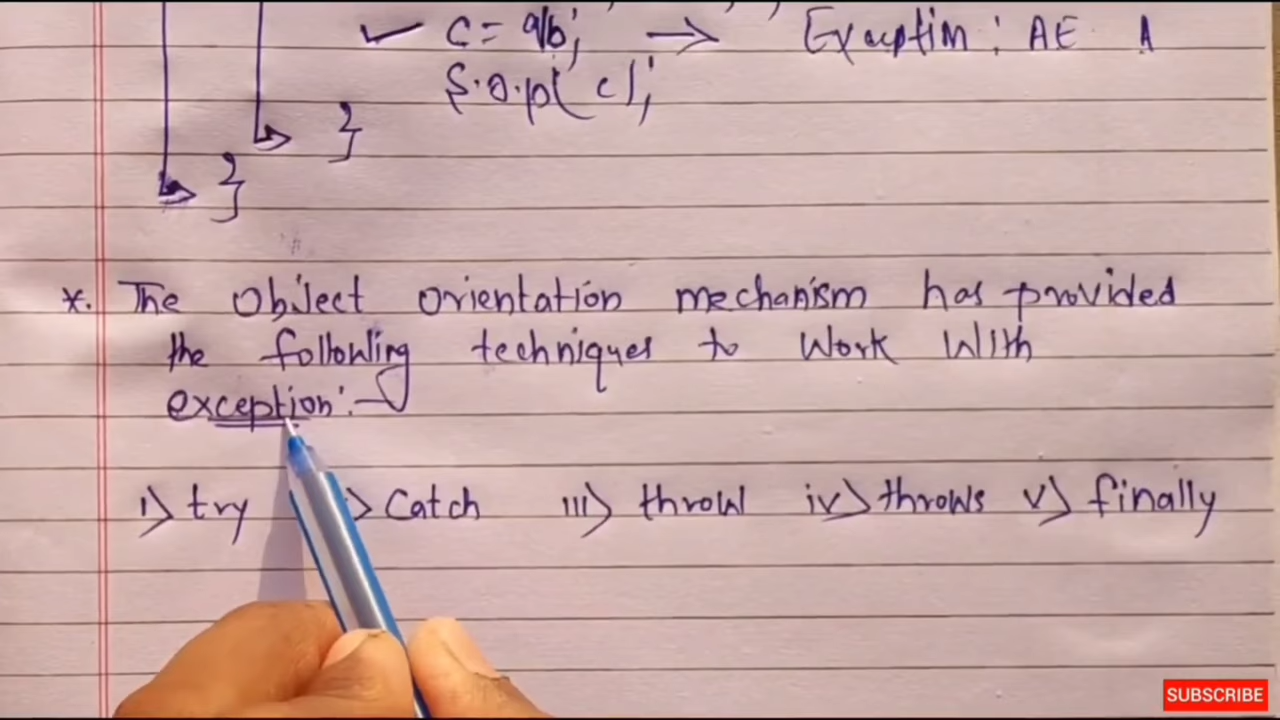 c = a/b; → Exception : AE A
S.o.p( c );
}
}
*. The Object orientation mechanism has provided
the following techniques to work with
exception :-
i> try > Catch iii> throw iv> throws v> finally
SUBSCRIBE